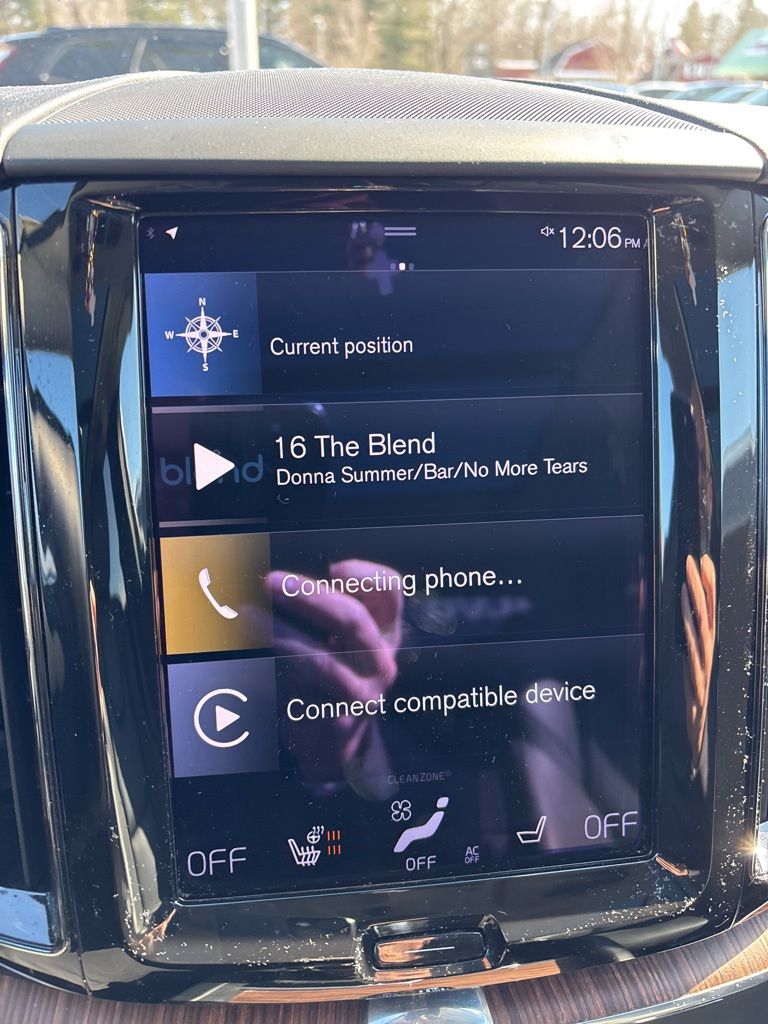 12:06 PM
N
W E
S
Current position
blend
16 The Blend
Donna Summer/Bar/No More Tears
Connecting phone...
Connect compatible device
CLEANZONE®
OFF
OFF
AC
OFF
OFF